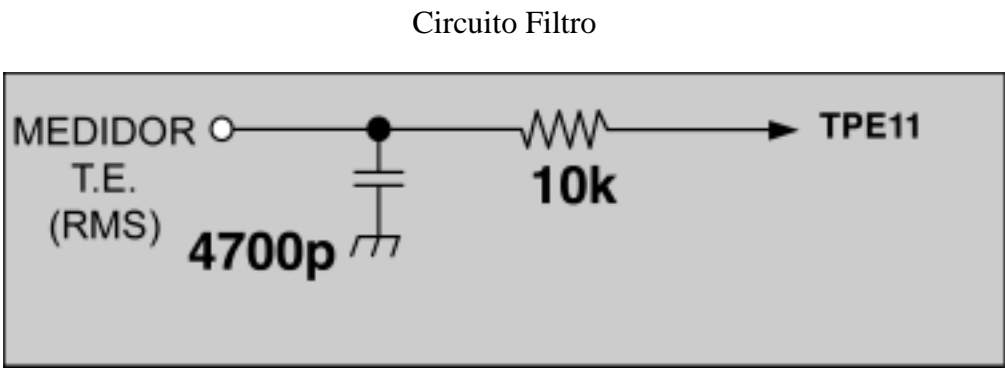 Circuito Filtro
MEDIDOR
T.E.
(RMS)
4700p
10k
TPE11